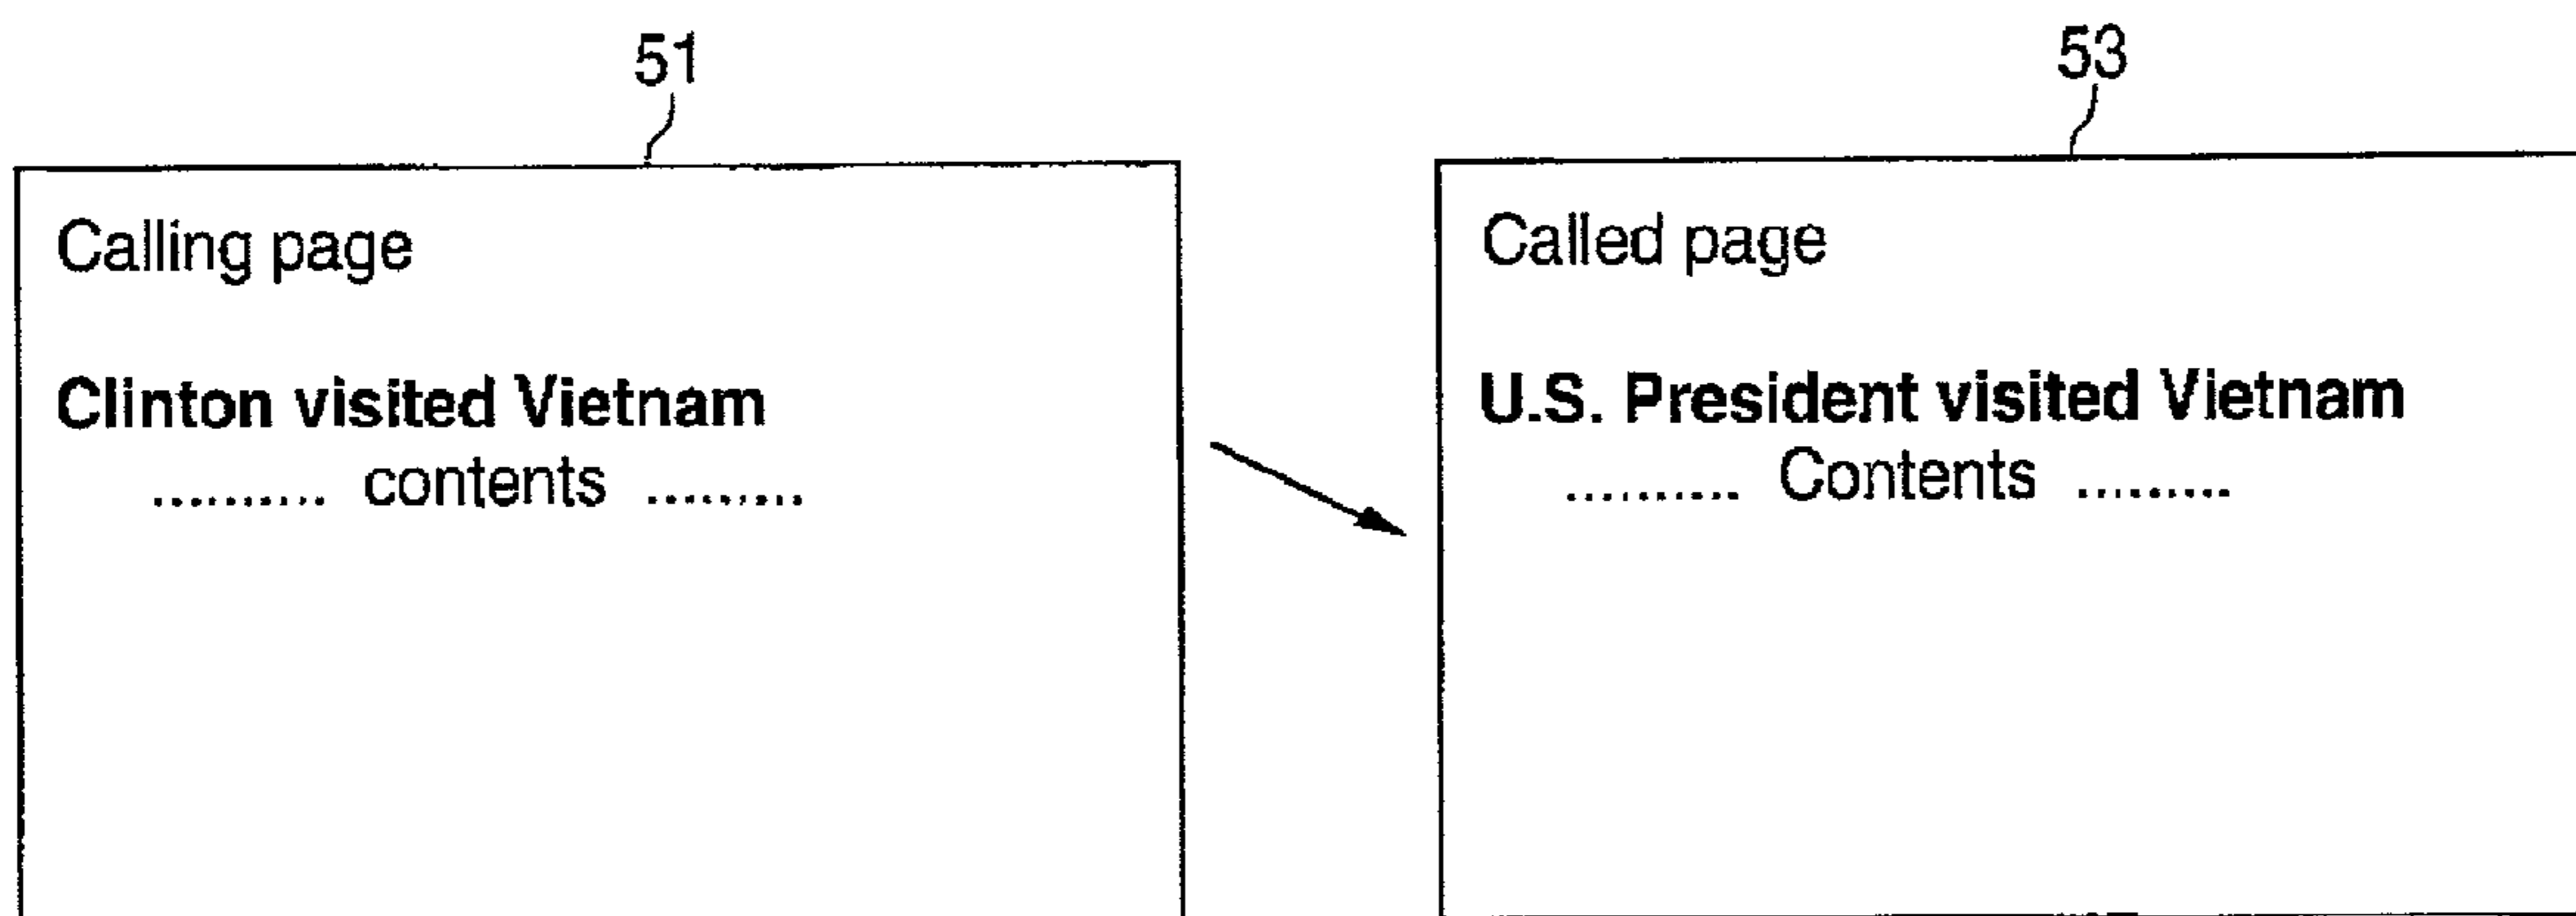 51
Calling page
Clinton visited Vietnam
.......... contents .........
53
Called page
U.S. President visited Vietnam
.......... Contents .........